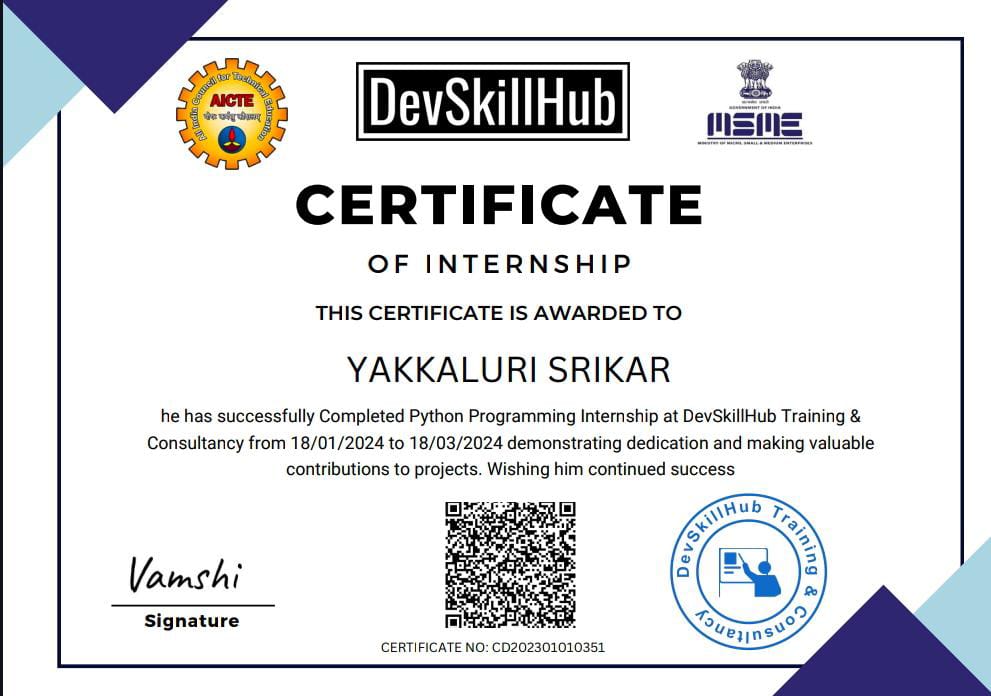 All India Council for Technical Education
AICTE
योगः कर्मसु कौशलम्
DevSkillHub
सत्यमेव जयते
GOVERNMENT OF INDIA
MSME
MINISTRY OF MICRO, SMALL & MEDIUM ENTERPRISES
CERTIFICATE
OF INTERNSHIP
THIS CERTIFICATE IS AWARDED TO
YAKKALURI SRIKAR
he has successfully Completed Python Programming Internship at DevSkillHub Training &
Consultancy from 18/01/2024 to 18/03/2024 demonstrating dedication and making valuable
contributions to projects. Wishing him continued success
Vamshi
Signature
CERTIFICATE NO: CD202301010351
DevSkillHub Training & Consultancy